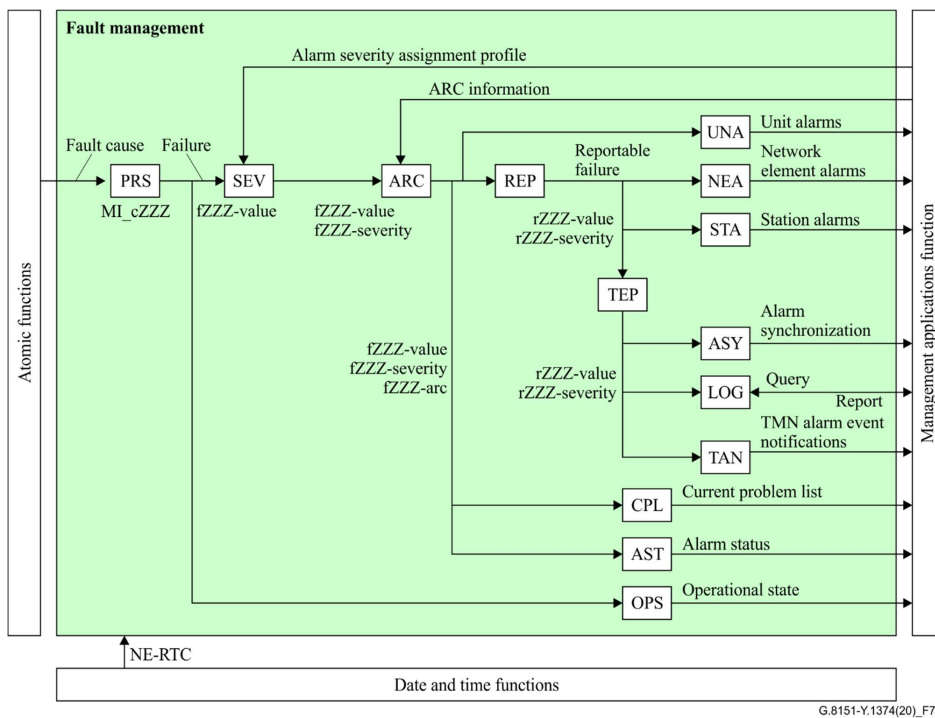 Fault management
Alarm severity assignment profile
ARC information
UNA
Unit alarms
Fault cause
Failure
Reportable
failure
Network
element alarms
PRS
SEV
ARC
REP
NEA
MI_cZZZ
fZZZ-value
fZZZ-value
fZZZ-severity
rZZZ-value
rZZZ-severity
STA
Station alarms
TEP
Atomic functions
Management applications function
Alarm
synchronization
ASY
fZZZ-value
fZZZ-severity
fZZZ-arc
rZZZ-value
rZZZ-severity
LOG
Query
Report
TMN alarm event
notifications
TAN
CPL
Current problem list
AST
Alarm status
OPS
Operational state
NE-RTC
Date and time functions
G.8151-Y.1374(20)_F7